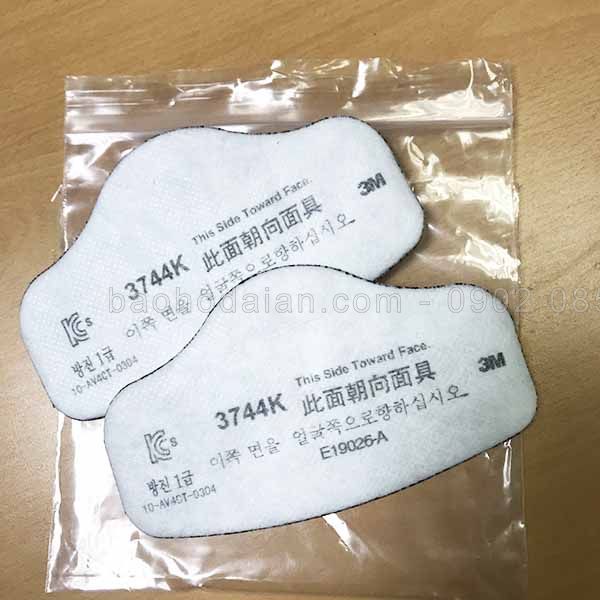 This Side Toward Face.
3M
3744K 此面朝向面具
이쪽 면을 얼굴쪽으로향하십시오
KCs
방진 1급
10-AV4CT-0304
baohodaian.com - 0902 08
This Side Toward Face.
3M
3744K 此面朝向面具
이쪽 면을 얼굴쪽으로향하십시오
E19026-A
KCs
방진 1급
10-AV4CT-0304